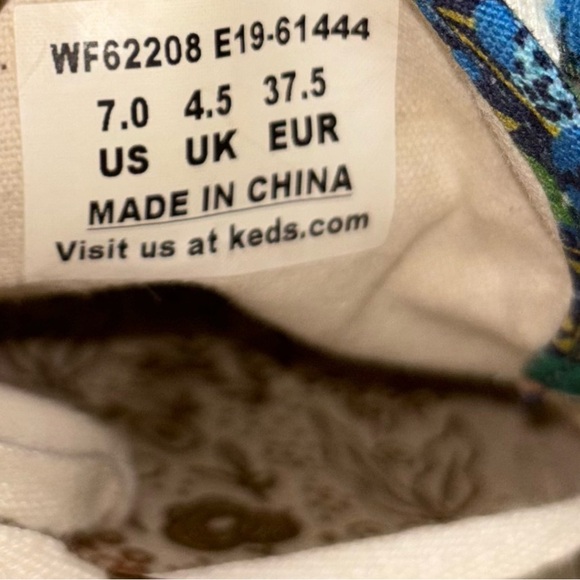 WF62208 E19-61444
7.0 4.5 37.5
US UK EUR
MADE IN CHINA
Visit us at keds.com